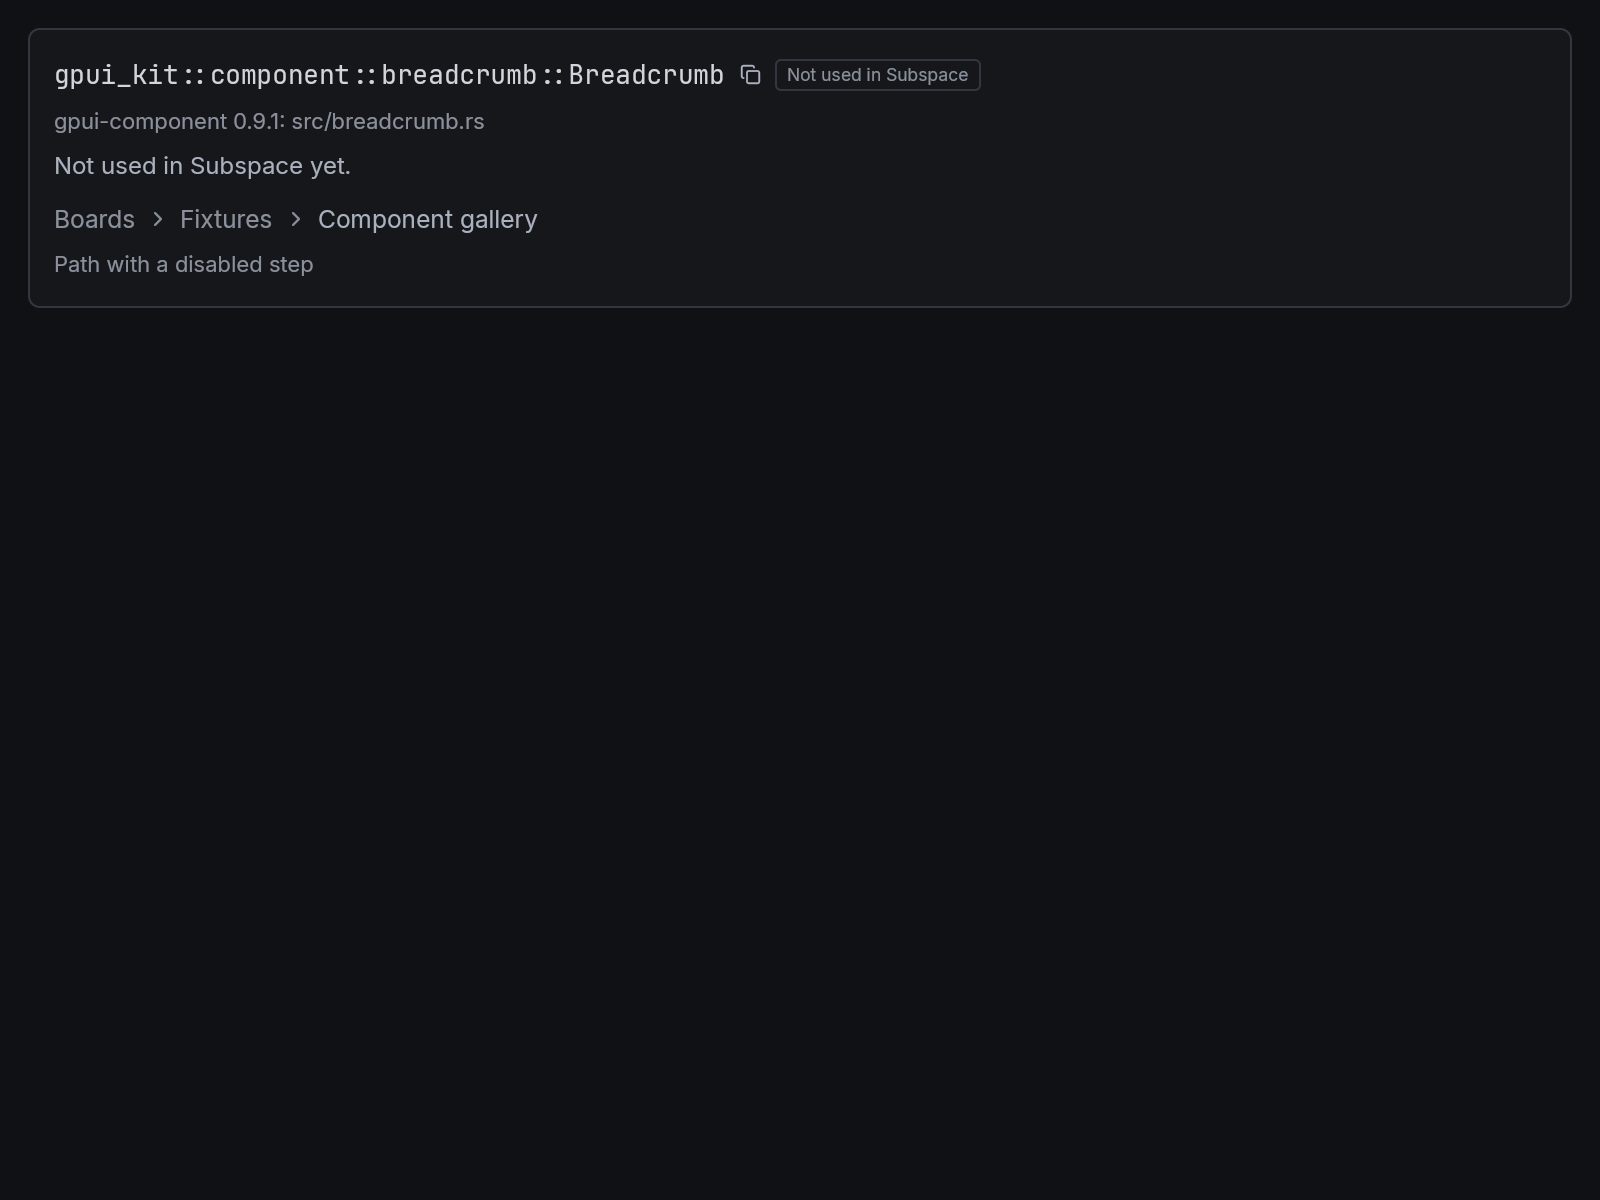 gpui_kit::component::breadcrumb::Breadcrumb Not used in Subspace
gpui-component 0.9.1: src/breadcrumb.rs
Not used in Subspace yet.
Boards > Fixtures > Component gallery
Path with a disabled step